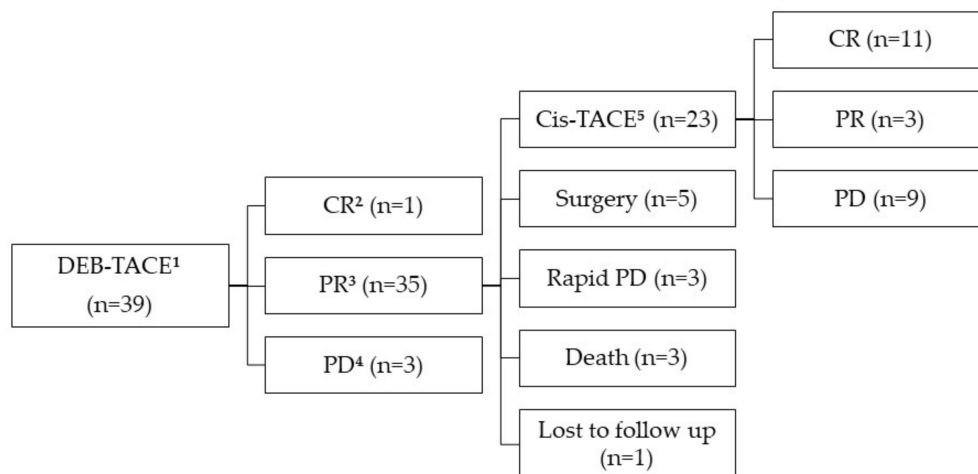 DEB-TACE¹
(n=39)
CR² (n=1)
PR³ (n=35)
PD⁴ (n=3)
Cis-TACE⁵ (n=23)
Surgery (n=5)
Rapid PD (n=3)
Death (n=3)
Lost to follow up
(n=1)
CR (n=11)
PR (n=3)
PD (n=9)